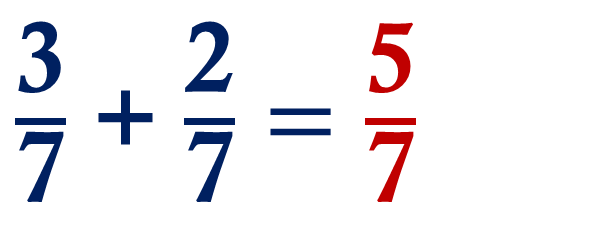 3/7 + 2/7 = 5/7